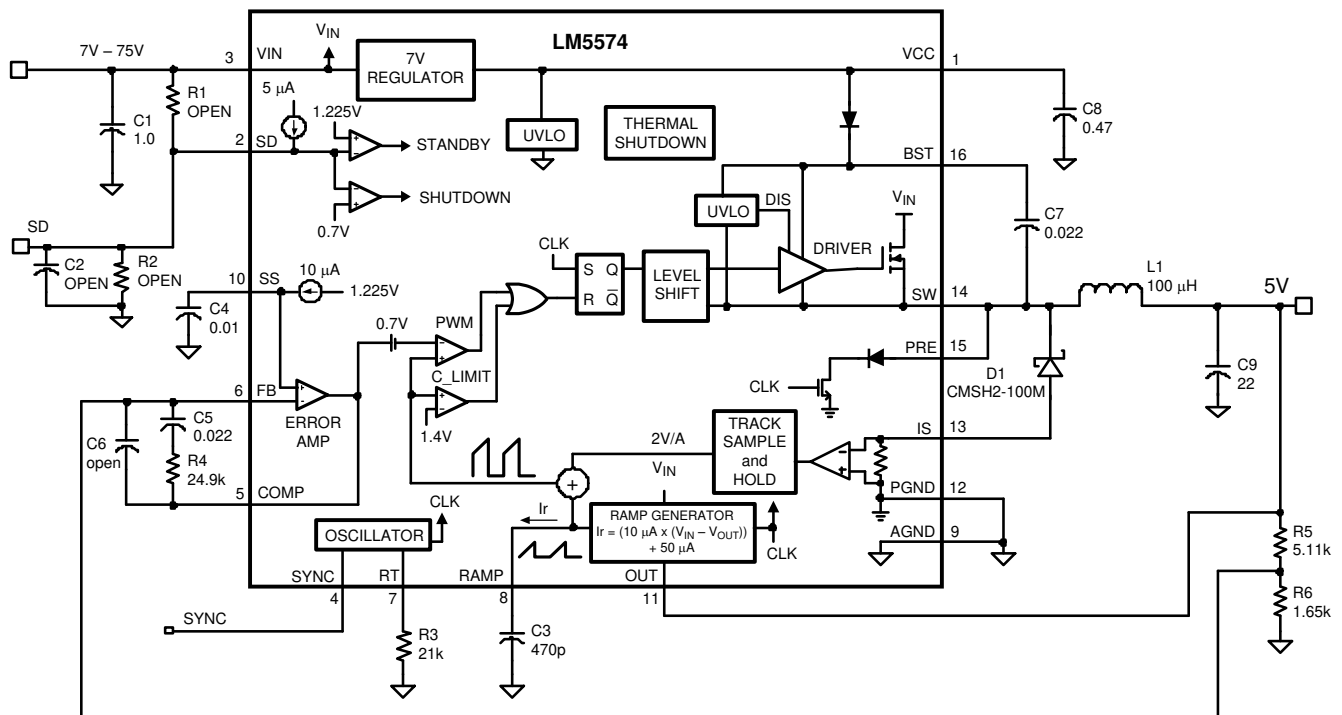 LM5574
7V – 75V
3
VIN
V_IN
7V
REGULATOR
VCC
1
R1
OPEN
C1
1.0
5 µA
1.225V
2
SD
STANDBY
UVLO
THERMAL
SHUTDOWN
C8
0.47
BST
16
SHUTDOWN
0.7V
SD
C2
OPEN
R2
OPEN
UVLO
DIS
V_IN
C7
0.022
CLK
DRIVER
10
SS
10 µA
1.225V
S Q
R Q̅
LEVEL
SHIFT
L1
100 µH
5V
SW
14
C4
0.01
0.7V
PWM
PRE
15
C_LIMIT
CLK
D1
CMSH2-100M
C9
22
6
FB
ERROR
AMP
1.4V
C5
0.022
C6
open
R4
24.9k
2V/A
TRACK
SAMPLE
and
HOLD
IS
13
V_IN
5
COMP
+
PGND
12
CLK
Ir
RAMP GENERATOR
Ir = (10 µA x (V_IN – V_OUT))
+ 50 µA
CLK
AGND
9
OSCILLATOR
R5
5.11k
SYNC
RT
RAMP
OUT
4
7
8
11
R6
1.65k
SYNC
R3
21k
C3
470p